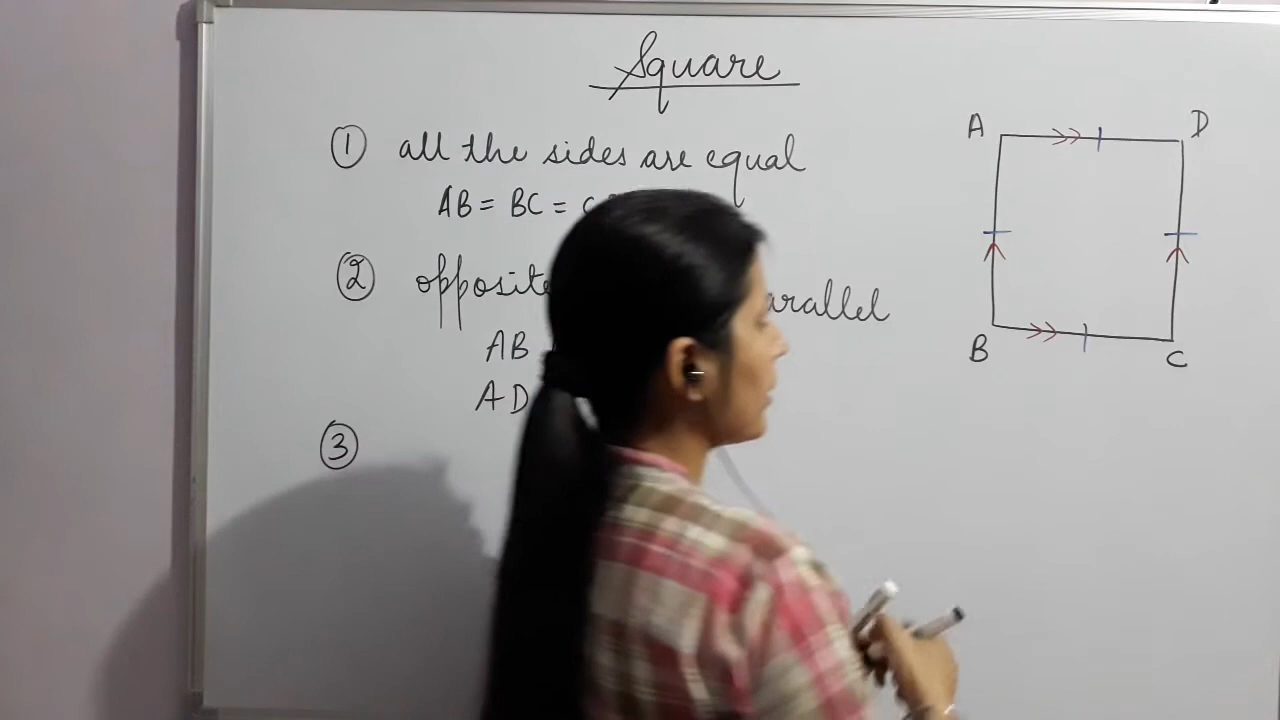 Square
① all the sides are equal
AB = BC = C
② opposite arallel
AB
AD
③
A D
B C